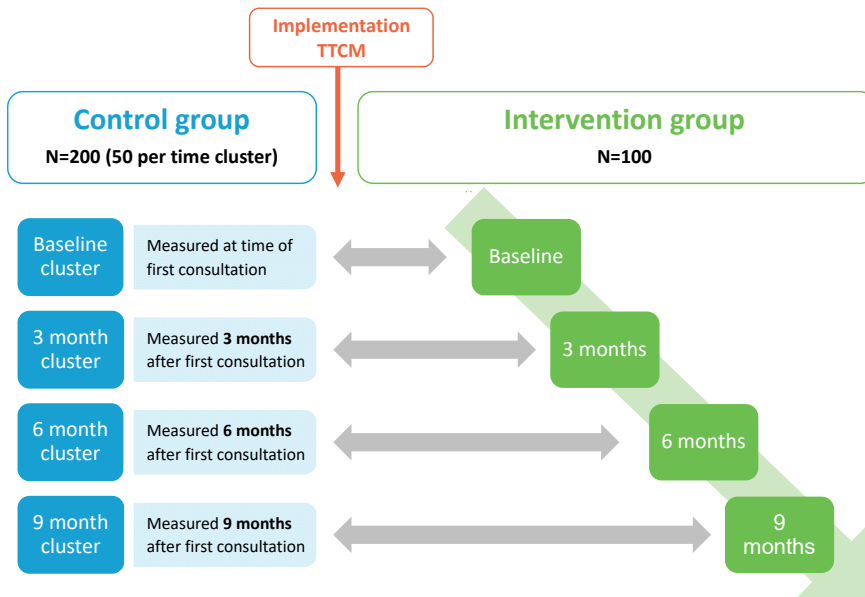 Implementation
TTCM
Control group
N=200 (50 per time cluster)
Intervention group
N=100
Baseline
cluster
Measured at time of
first consultation
Baseline
3 month
cluster
Measured 3 months
after first consultation
3 months
6 month
cluster
Measured 6 months
after first consultation
6 months
9 month
cluster
Measured 9 months
after first consultation
9
months